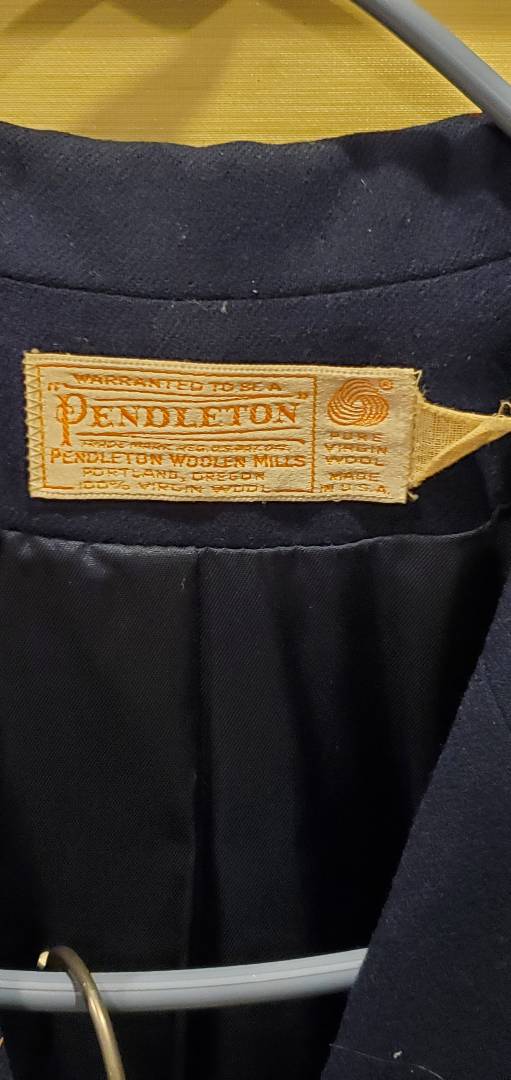 WARRANTED TO BE A
"PENDLETON"
TRADE MARK REG. U.S. PAT. OFF.
PENDLETON WOOLEN MILLS
PORTLAND, OREGON
100% VIRGIN WOOL
®
PURE
VIRGIN
WOOL
MADE
IN U.S.A.